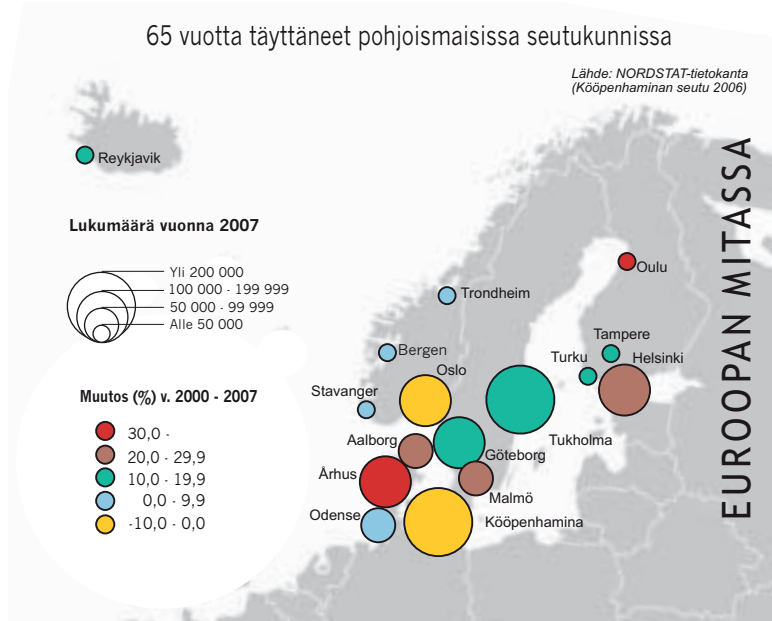 65 vuotta täyttäneet pohjoismaisissa seutukunnissa
Lähde: NORDSTAT-tietokanta
(Kööpenhaminan seutu 2006)
EUROOPAN MITASSA
Reykjavik
Lukumäärä vuonna 2007
Yli 200 000
100 000 - 199 999
50 000 - 99 999
Alle 50 000
Muutos (%) v. 2000 - 2007
30,0 -
20,0 - 29,9
10,0 - 19,9
0,0 - 9,9
-10,0 - 0,0
Oulu
Trondheim
Tampere
Bergen
Turku
Helsinki
Oslo
Stavanger
Tukholma
Aalborg
Göteborg
Århus
Malmö
Odense
Kööpenhamina